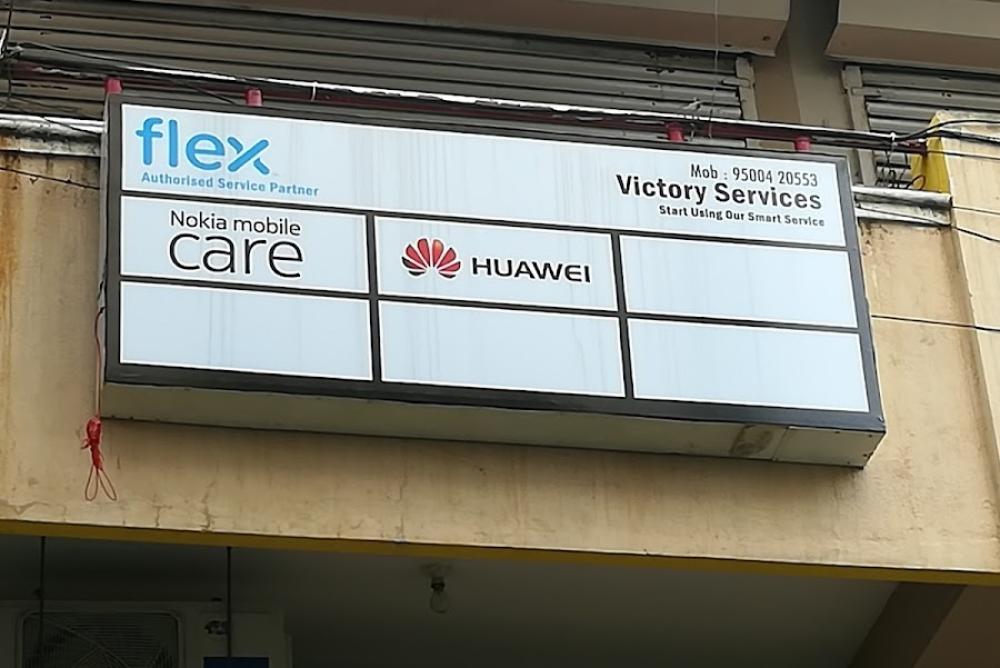 flex
Authorised Service Partner
Mob : 95004 20553
Victory Services
Start Using Our Smart Service
Nokia mobile
care
HUAWEI